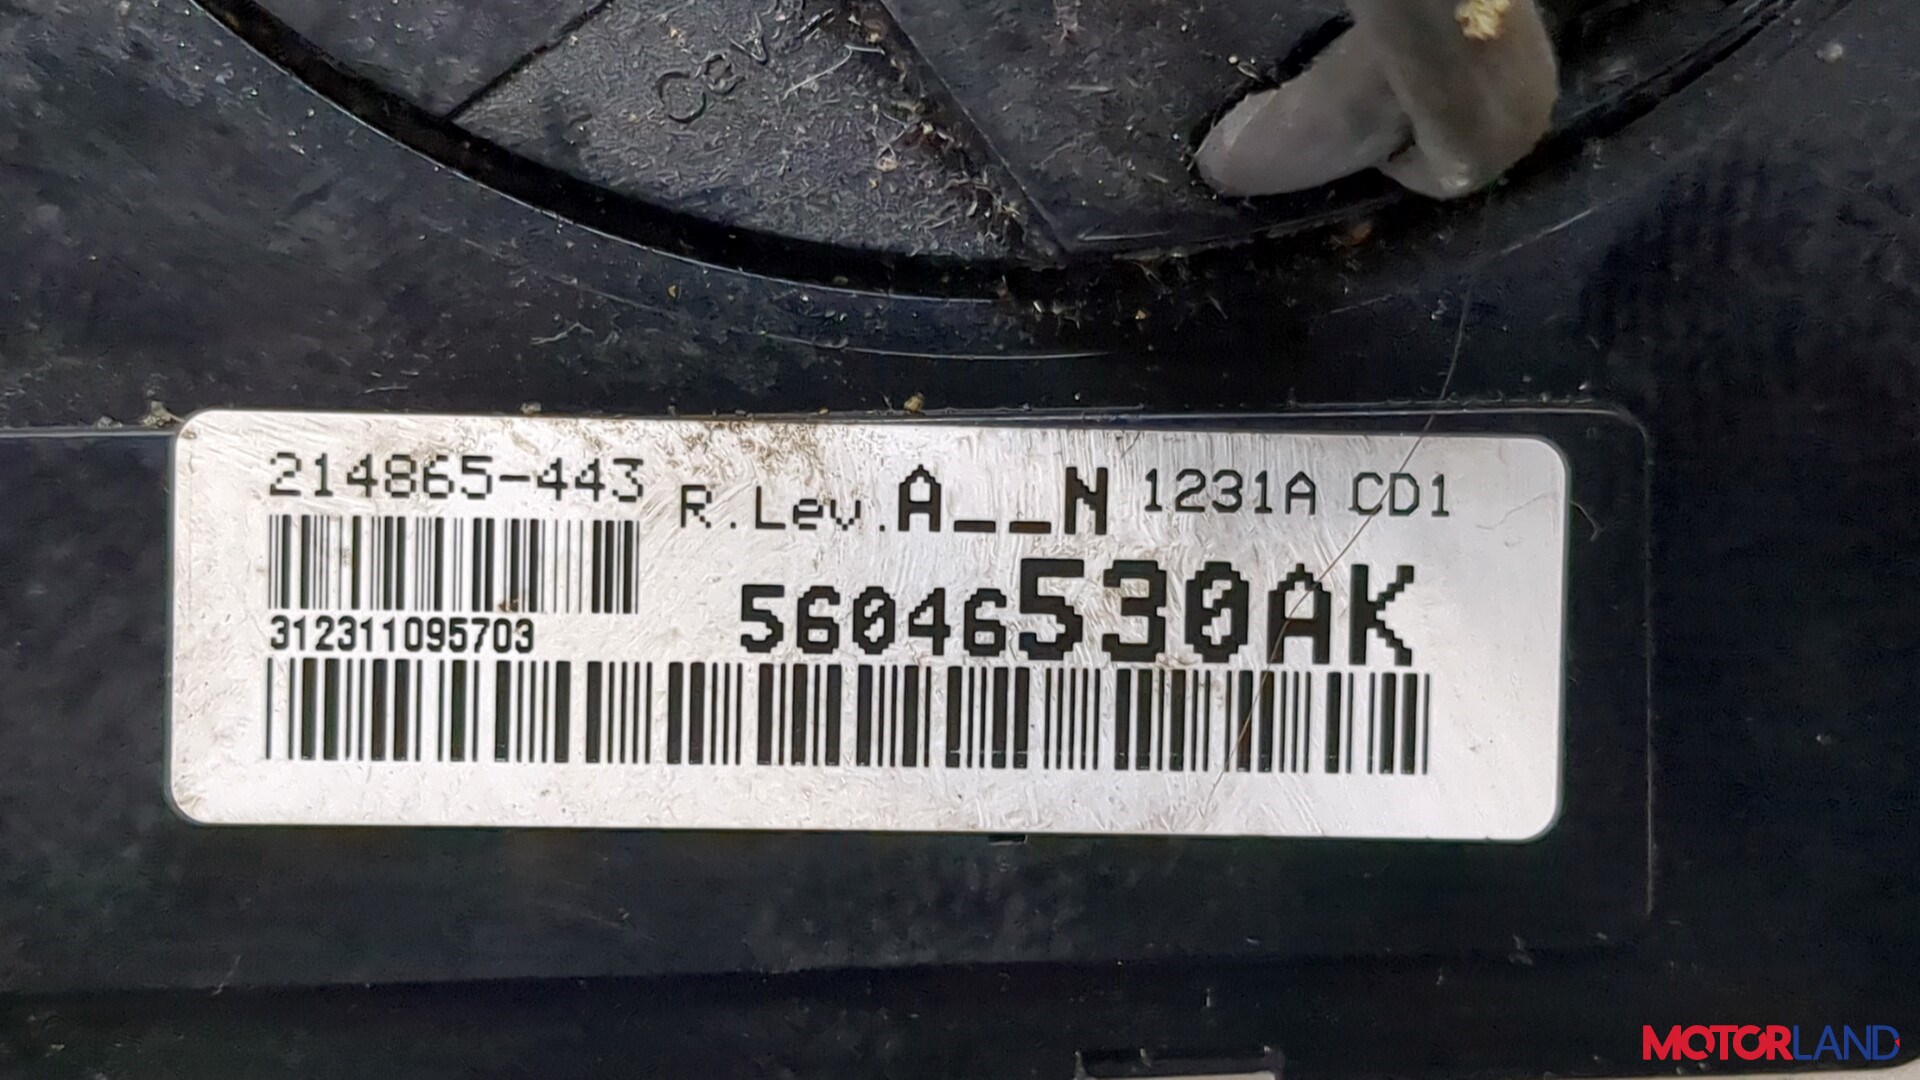 214865-443
R.Lev.A__N 1231A CD1
312311095703
56046530AK
MOTORLAND